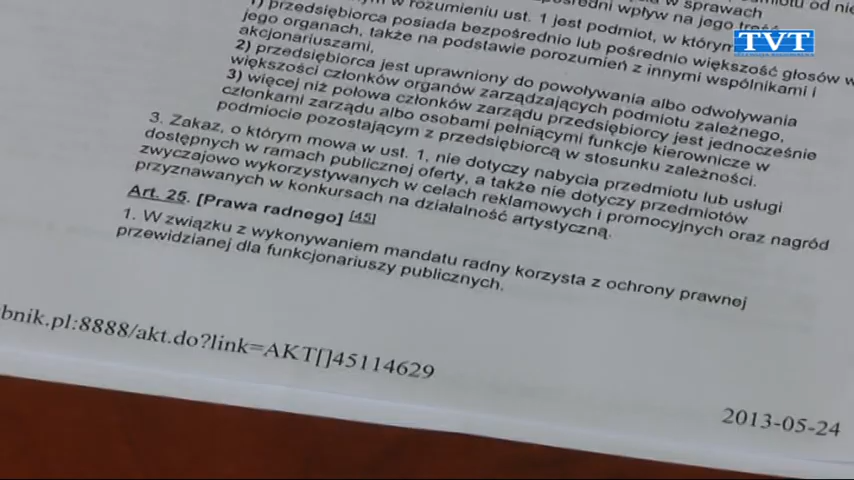 w rozumieniu ust. 1 jest podmiot, w którym
1) przedsiębiorca posiada bezpośrednio lub pośrednio większość głosów w
jego organach, także na podstawie porozumień z innymi wspólnikami i
akcjonariuszami,
2) przedsiębiorca jest uprawniony do powoływania albo odwoływania
większości członków organów zarządzających podmiotu zależnego,
3) więcej niż połowa członków zarządu przedsiębiorcy jest jednocześnie
członkami zarządu albo osobami pełniącymi funkcje kierownicze w
podmiocie pozostającym z przedsiębiorcą w stosunku zależności.
3. Zakaz, o którym mowa w ust. 1, nie dotyczy nabycia przedmiotu lub usługi
dostępnych w ramach publicznej oferty, a także nie dotyczy przedmiotów
zwyczajowo wykorzystywanych w celach reklamowych i promocyjnych oraz nagród
przyznawanych w konkursach na działalność artystyczną.
Art. 25. [Prawa radnego] [45]
1. W związku z wykonywaniem mandatu radny korzysta z ochrony prawnej
przewidzianej dla funkcjonariuszy publicznych.
bnik.pl:8888/akt.do?link=AKT[]45114629
2013-05-24
TVT